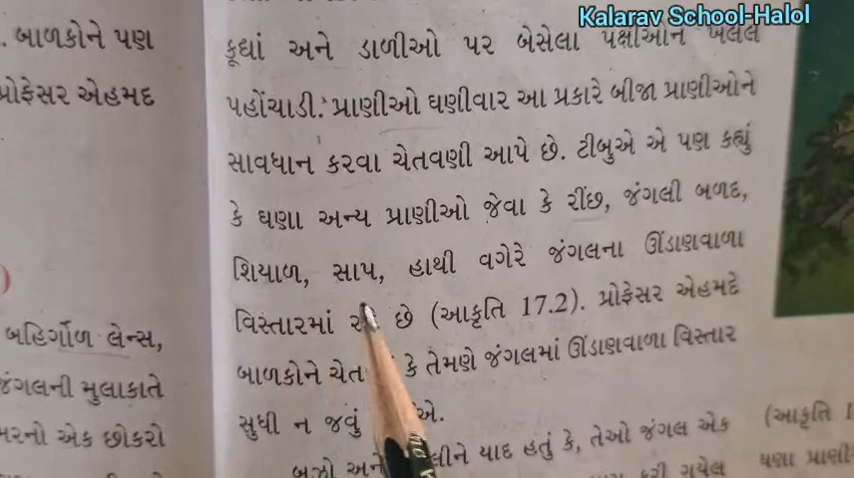 Kalarav School-Halol
. બાળકોને પણ
પ્રોફેસર એહમદ
બહિર્ગોળ લેન્સ,
જંગલની મુલાકાતે
એક છોકરો
કૂદ્યાં અને ડાળીઓ પર બેસેલા પક્ષીઓને ખલેલ
પહોંચાડી. પ્રાણીઓ ઘણીવાર આ પ્રકારે બીજા પ્રાણીઓને
સાવધાન કરવા ચેતવણી આપે છે. ટીબુએ એ પણ કહ્યું
કે ઘણા અન્ય પ્રાણીઓ જેવા કે રીંછ, જંગલી બળદ,
શિયાળ, સાપ, હાથી વગેરે જંગલના ઊંડાણવાળા
વિસ્તારમાં છે (આકૃતિ 17.2). પ્રોફેસર એહમદે
બાળકોને કે તેમણે જંગલમાં ઊંડાણવાળા વિસ્તાર
સુધી ન જવું
બૂઝો યાદ હતું કે, તેઓ જંગલ એક
(આકૃતિ
ઘણા